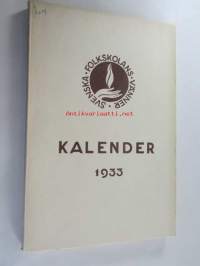 SVENSKA · FOLKSKOLANS · VÄNNER ·
KALENDER
1933
antikvariaatti.net